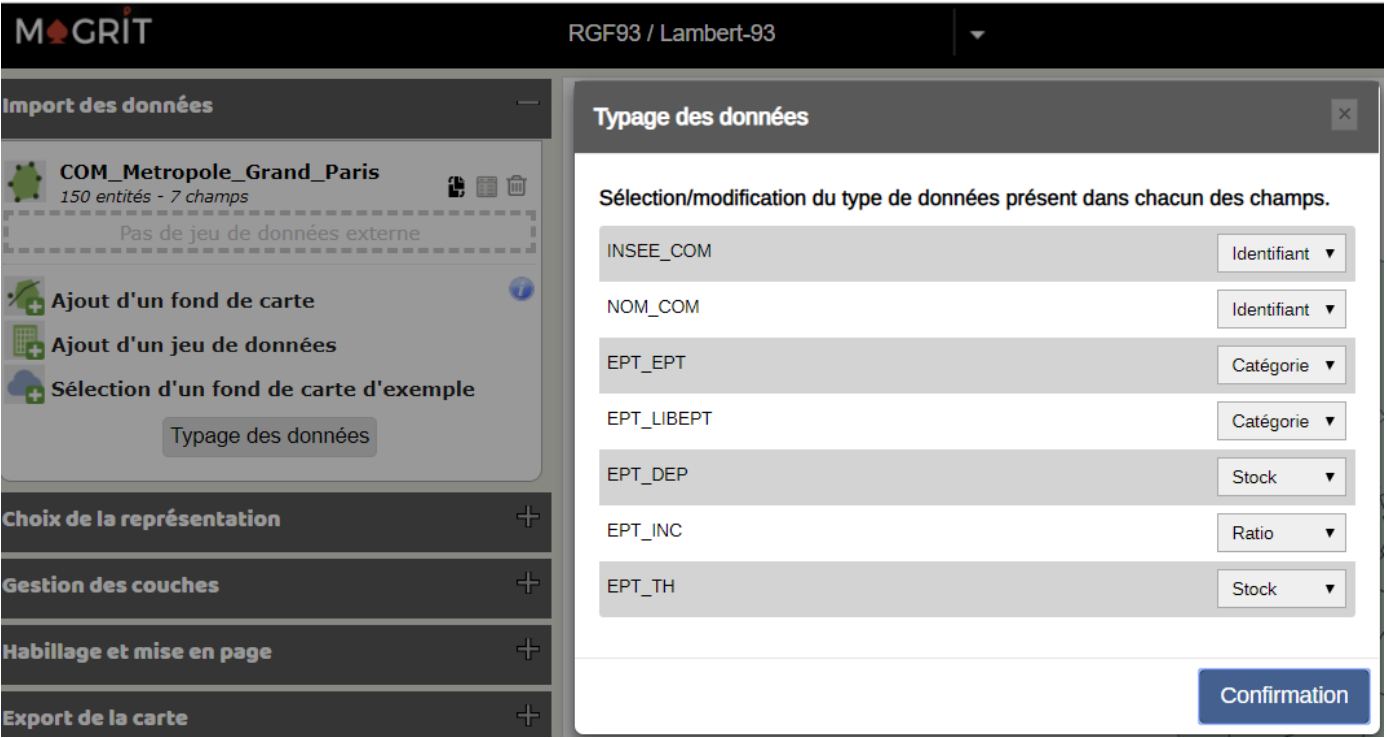 MAGRIT
RGF93 / Lambert-93
Import des données
COM_Metropole_Grand_Paris
150 entités - 7 champs
Pas de jeu de données externe
Ajout d'un fond de carte
Ajout d'un jeu de données
Sélection d'un fond de carte d'exemple
Typage des données
Choix de la représentation
Gestion des couches
Habillage et mise en page
Export de la carte
Typage des données
Sélection/modification du type de données présent dans chacun des champs.
INSEE_COM Identifiant
NOM_COM Identifiant
EPT_EPT Catégorie
EPT_LIBEPT Catégorie
EPT_DEP Stock
EPT_INC Ratio
EPT_TH Stock
Confirmation